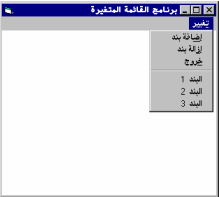 برنامج القائمة المتغيرة
تغيير
إضافة بند
إزالة بند
خروج
البند 1
البند 2
البند 3